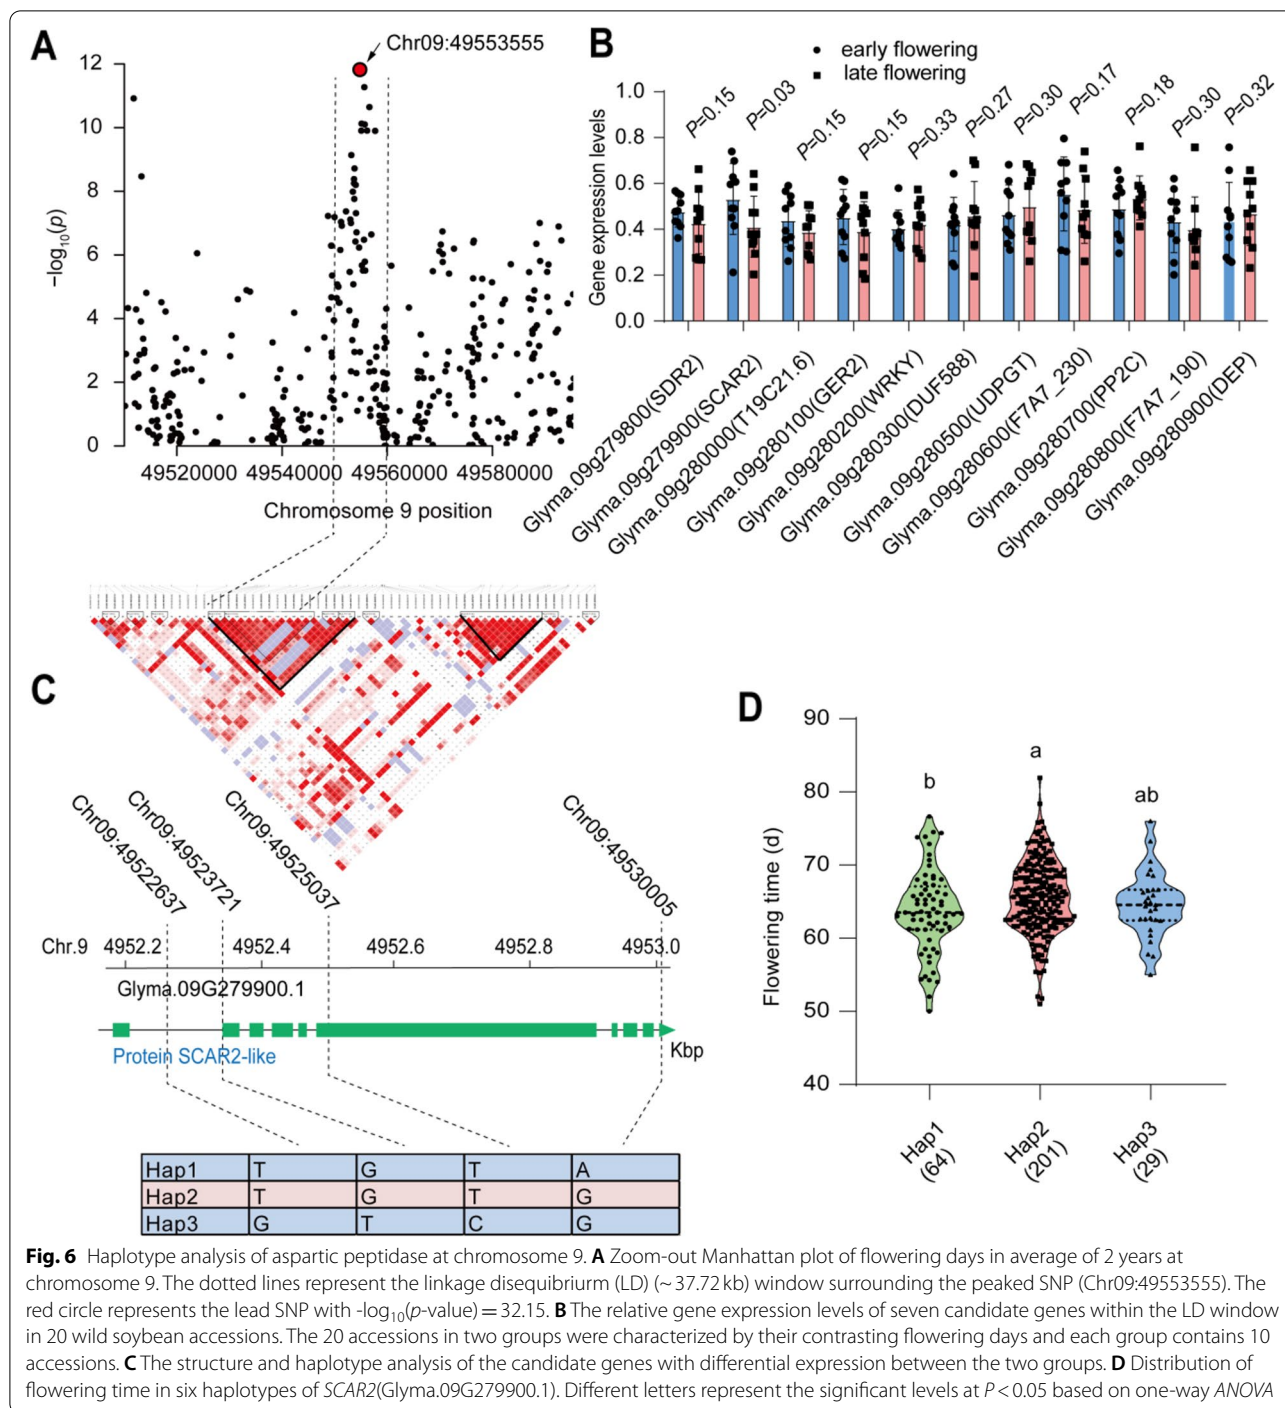 A
Chr09:49553555
12
10
8
6
4
2
0
−log10(p)
49520000 49540000 49560000 49580000
Chromosome 9 position
B
early flowering
late flowering
P=0.15 P=0.03 P=0.15 P=0.15 P=0.33 P=0.27 P=0.30 P=0.17 P=0.18 P=0.30 P=0.32
1.0
0.8
0.6
0.4
0.2
0.0
Gene expression levels
Glyma.09g279800(SDR2)
Glyma.09g279900(SCAR2)
Glyma.09g280000(T19C21.6)
Glyma.09g280100(GER2)
Glyma.09g280200(WRKY)
Glyma.09g280300(DUF588)
Glyma.09g280500(UDPGT)
Glyma.09g280600(F7A7_230)
Glyma.09g280700(PP2C)
Glyma.09g280800(F7A7_190)
Glyma.09g280900(DEP)
C
Chr09:49522637
Chr09:49523721
Chr09:49525037
Chr09:49530005
Chr.9 4952.2 4952.4 4952.6 4952.8 4953.0
Glyma.09G279900.1
Protein SCAR2-like
Kbp
Hap1 T G T A
Hap2 T G T G
Hap3 G T C G
D
90
80
70
60
50
40
Flowering time (d)
b
a
ab
Hap1
(64)
Hap2
(201)
Hap3
(29)
Fig. 6 Haplotype analysis of aspartic peptidase at chromosome 9. A Zoom-out Manhattan plot of flowering days in average of 2 years at
chromosome 9. The dotted lines represent the linkage disequibriurm (LD) (~ 37.72 kb) window surrounding the peaked SNP (Chr09:49553555). The
red circle represents the lead SNP with -log10(p-value) = 32.15. B The relative gene expression levels of seven candidate genes within the LD window
in 20 wild soybean accessions. The 20 accessions in two groups were characterized by their contrasting flowering days and each group contains 10
accessions. C The structure and haplotype analysis of the candidate genes with differential expression between the two groups. D Distribution of
flowering time in six haplotypes of SCAR2(Glyma.09G279900.1). Different letters represent the significant levels at P < 0.05 based on one-way ANOVA